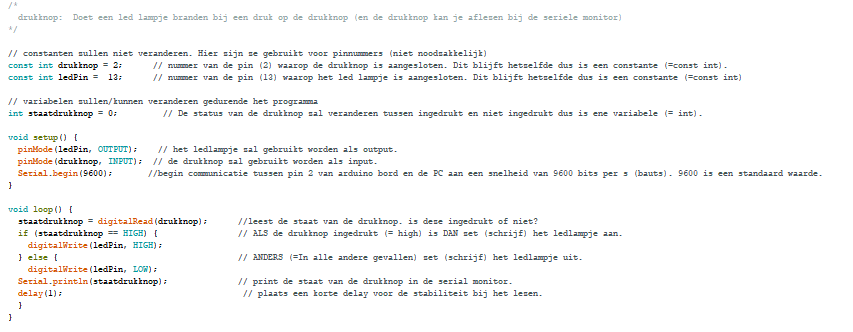 /*
  drukknop:  Doet een led lampje branden bij een druk op de drukknop (en de drukknop kan je aflesen bij de seriele monitor)
*/

// constanten sullen niet veranderen. Hier sijn se gebruikt voor pinnummers (niet noodsakkelijk)
const int drukknop = 2;      // nummer van de pin (2) waarop de drukknop is aangesloten. Dit blijft hetselfde dus is een constante (=const int).
const int ledPin =  13;      // nummer van de pin (13) waarop het led lampje is aangesloten. Dit blijft hetselfde dus is een constante (=const int)

// variabelen sullen/kunnen veranderen gedurende het programma
int staatdrukknop = 0;         // De status van de drukknop sal veranderen tussen ingedrukt en niet ingedrukt dus is ene variabele (= int).

void setup() {
  pinMode(ledPin, OUTPUT);    // het ledlampje sal gebruikt worden als output.
  pinMode(drukknop, INPUT);  // de drukknop sal gebruikt worden als input.
  Serial.begin(9600);       //begin communicatie tussen pin 2 van arduino bord en de PC aan een snelheid van 9600 bits per s (bauts). 9600 is een standaard waarde.
}

void loop() {
  staatdrukknop = digitalRead(drukknop);      //leest de staat van de drukknop. is dese ingedrukt of niet?
  if (staatdrukknop == HIGH) {                // ALS de drukknop ingedrukt (= high) is DAN set (schrijf) het ledlampje aan.
    digitalWrite(ledPin, HIGH);
  } else {                                    // ANDERS (=In alle andere gevallen) set (schrijf) het ledlampje uit.
    digitalWrite(ledPin, LOW);
  Serial.println(staatdrukknop);              // print de staat van de drukknop in de serial monitor.
  delay(1);                                    // plaats een korte delay voor de stabiliteit bij het lesen.
  }
}